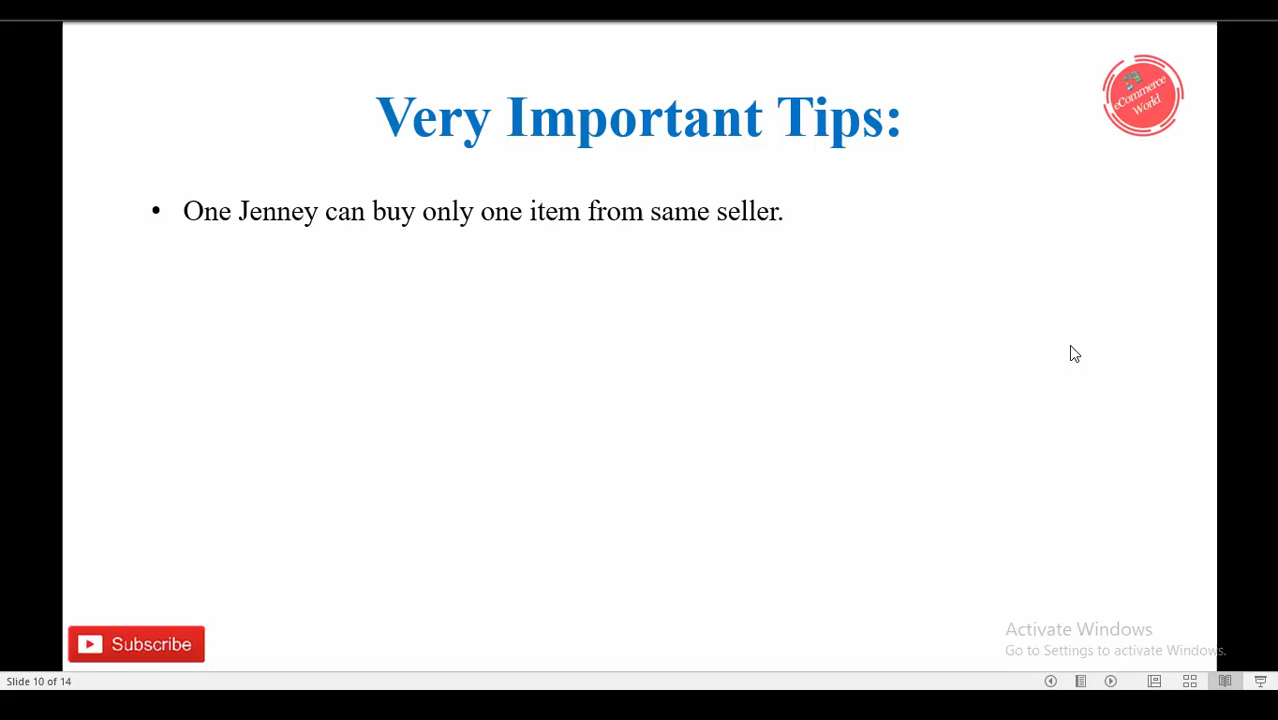 Very Important Tips:
eCommerce
World
• One Jenney can buy only one item from same seller.
Subscribe
Activate Windows
Go to Settings to activate Windows.
Slide 10 of 14